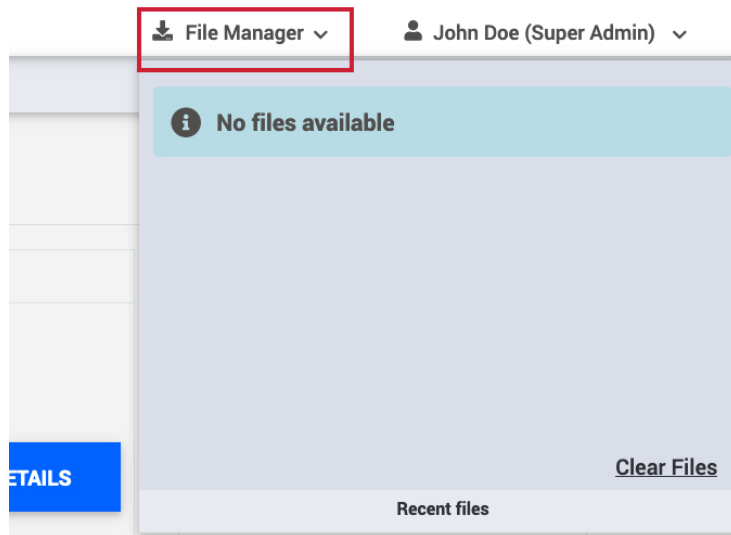 File Manager
John Doe (Super Admin)
No files available
ETAILS
Clear Files
Recent files